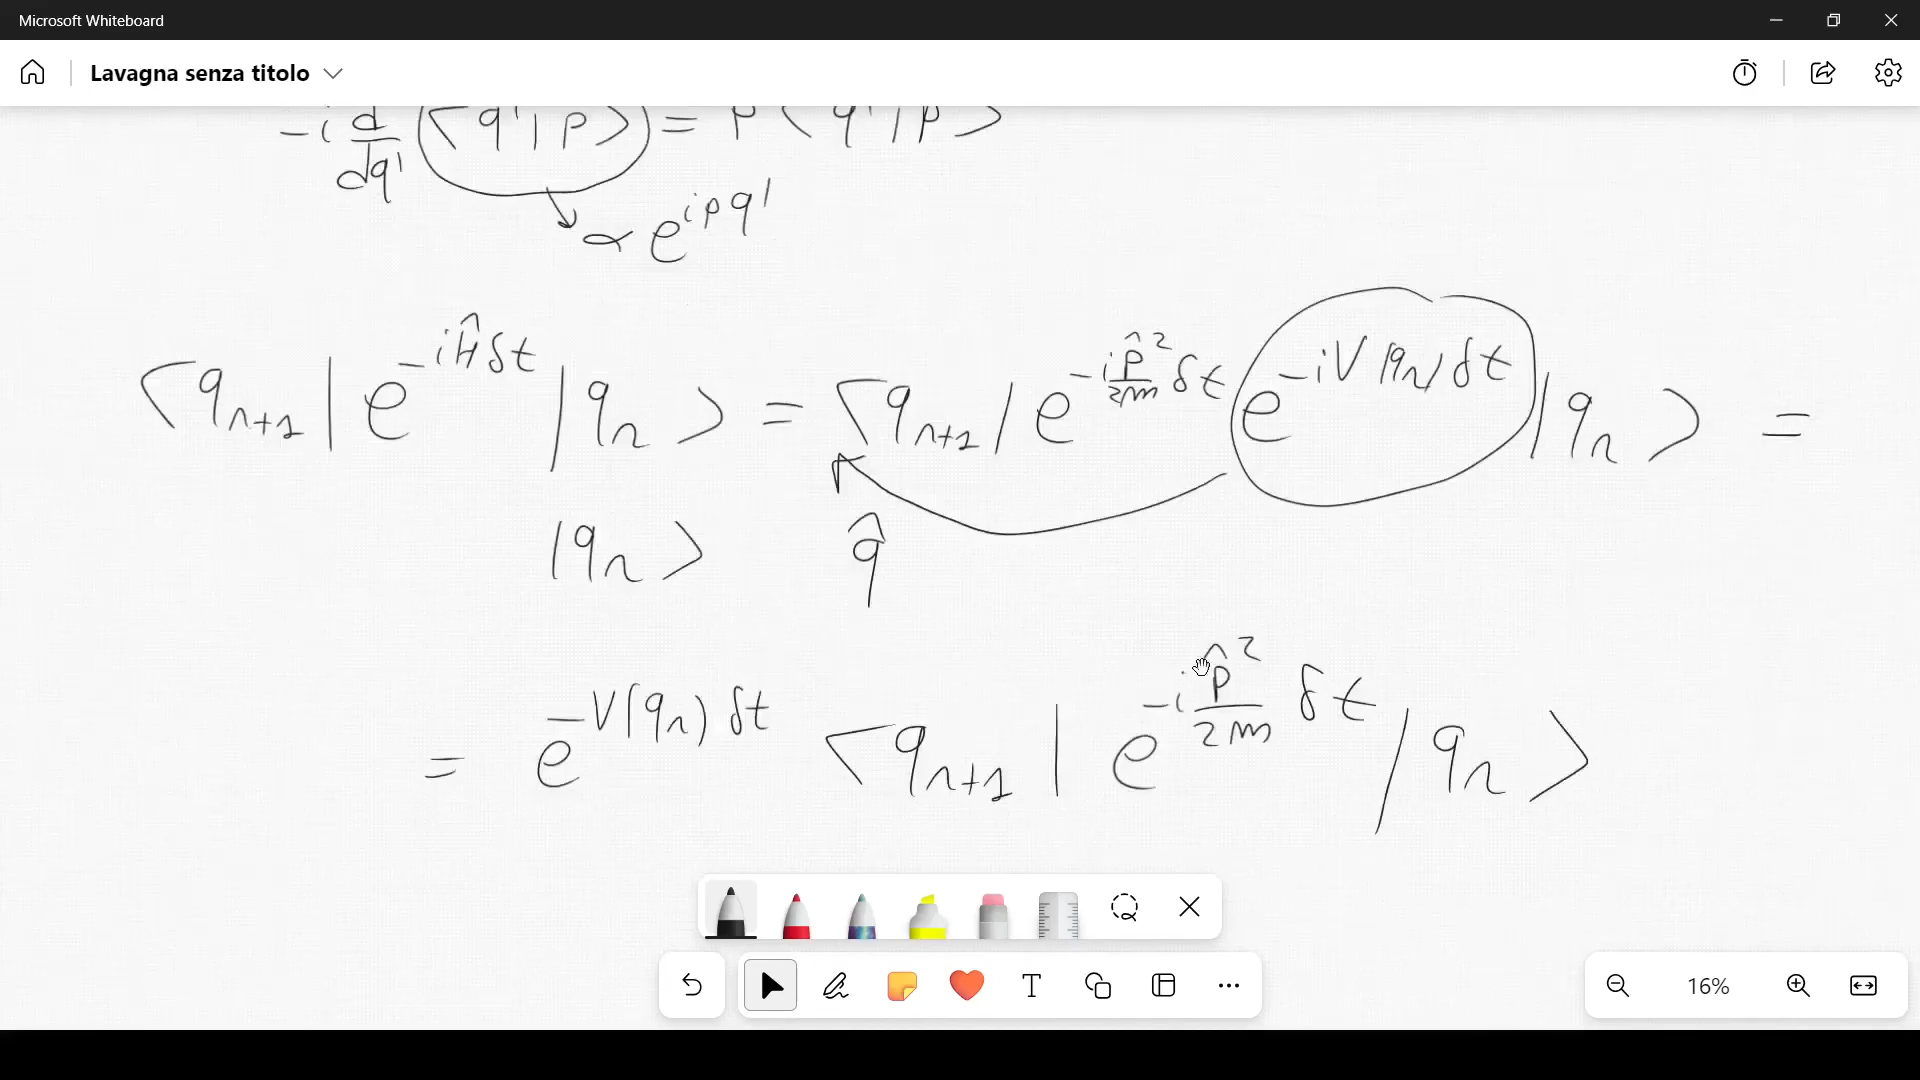 Microsoft Whiteboard
Lavagna senza titolo
-i d/dq' (⟨q'|p⟩) = p⟨q'|p⟩
∝ e^{ipq'}
⟨q_{n+1}| e^{-iĤδt} |q_n⟩ = ⟨q_{n+1}| e^{-i p̂²/2m δt} e^{-iV(q_n)δt} |q_n⟩ =
|q_n⟩ q̂
= e^{-V(q_n)δt} ⟨q_{n+1}| e^{-i p̂²/2m δt} |q_n⟩
16%